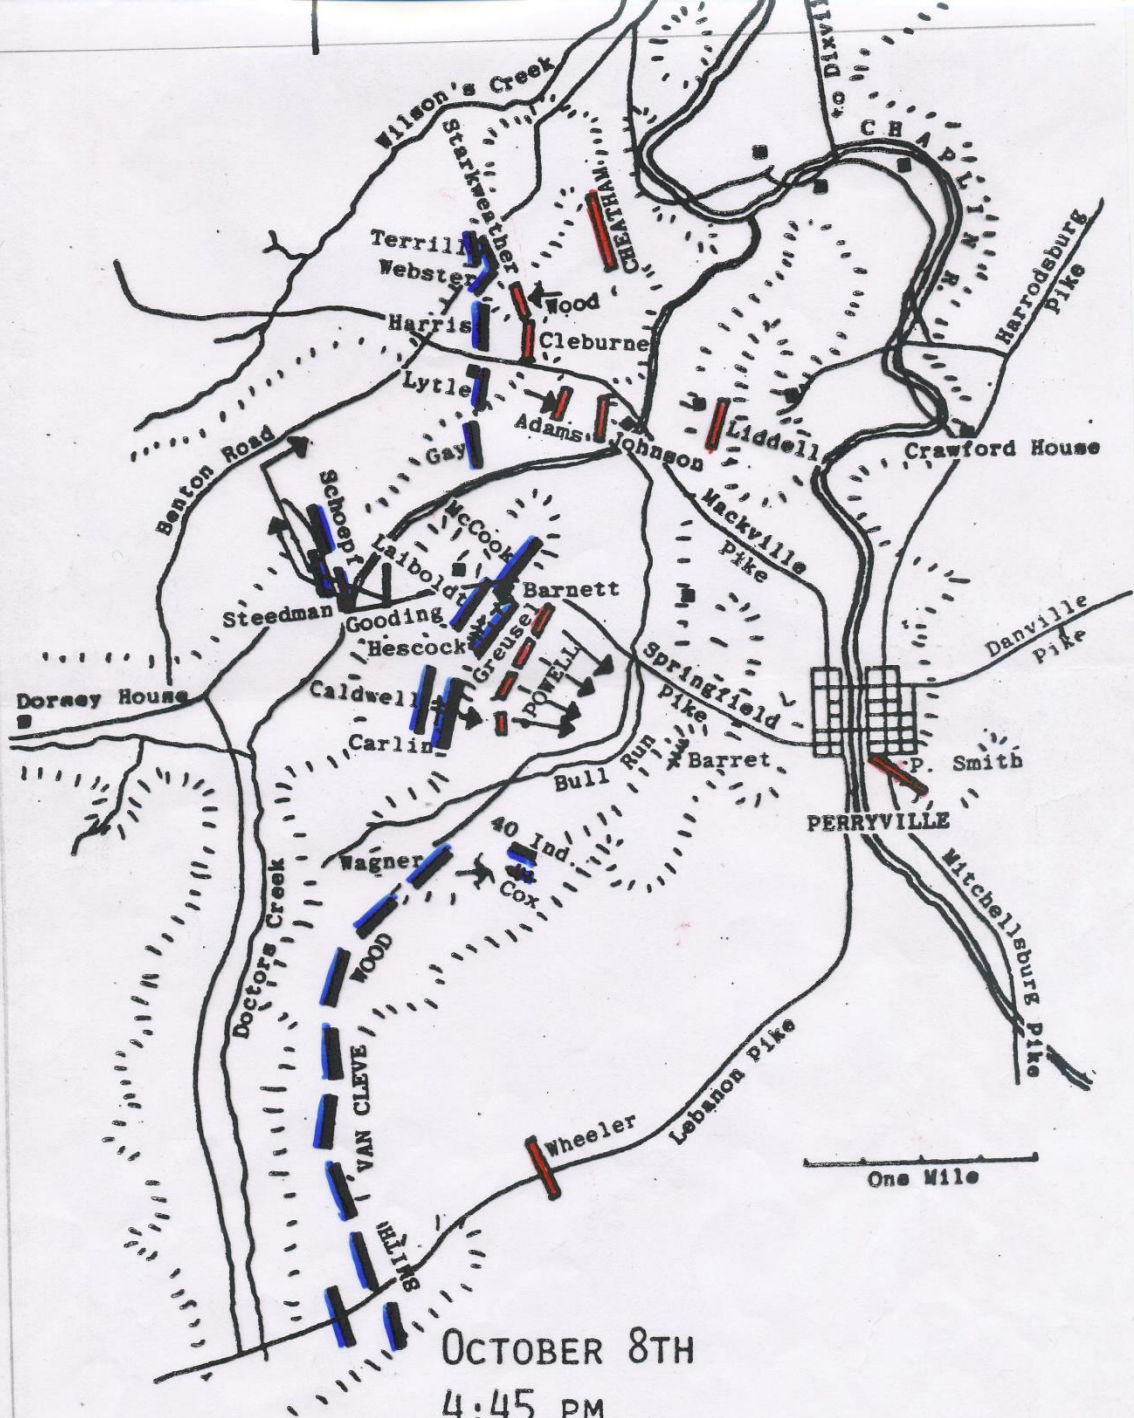 Wilson's Creek
to Dixvil
CHAPLIN R
Starkweather
CHEATHAM
Harrodsburg
Pike
Terrill
Webster
Wood
Harris
Cleburne
Lytle
Adams
Johnson
Liddell
Crawford House
Gay
Benton Road
Schoepf
McCook
Mackville
Pike
Laiboldt
Steedman
Gooding
Barnett
Hescock
Greusel
Danville
Pike
POWELL
Springfield
Pike
Dorsey House
Caldwell
Carlin
Bull Run
Barret
P. Smith
PERRYVILLE
40 Ind.
Wagner
Cox
Mitchellsburg Pike
Doctors Creek
WOOD
VAN CLEVE
Wheeler
Lebanon Pike
One Mile
SMITH
OCTOBER 8TH
4:45 PM